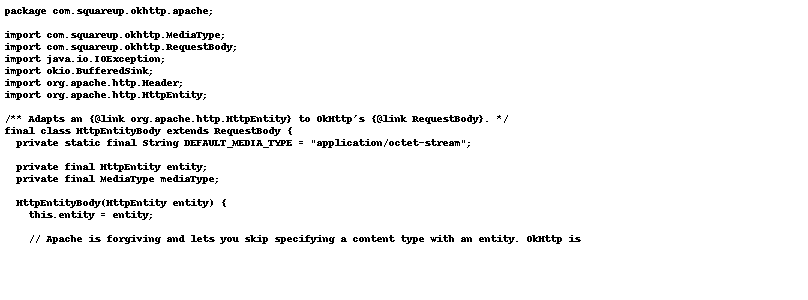 package com.squareup.okhttp.apache;

import com.squareup.okhttp.MediaType;
import com.squareup.okhttp.RequestBody;
import java.io.IOException;
import okio.BufferedSink;
import org.apache.http.Header;
import org.apache.http.HttpEntity;

/** Adapts an {@link org.apache.http.HttpEntity} to OkHttp's {@link RequestBody}. */
final class HttpEntityBody extends RequestBody {
  private static final String DEFAULT_MEDIA_TYPE = "application/octet-stream";

  private final HttpEntity entity;
  private final MediaType mediaType;

  HttpEntityBody(HttpEntity entity) {
    this.entity = entity;

    // Apache is forgiving and lets you skip specifying a content type with an entity. OkHttp is